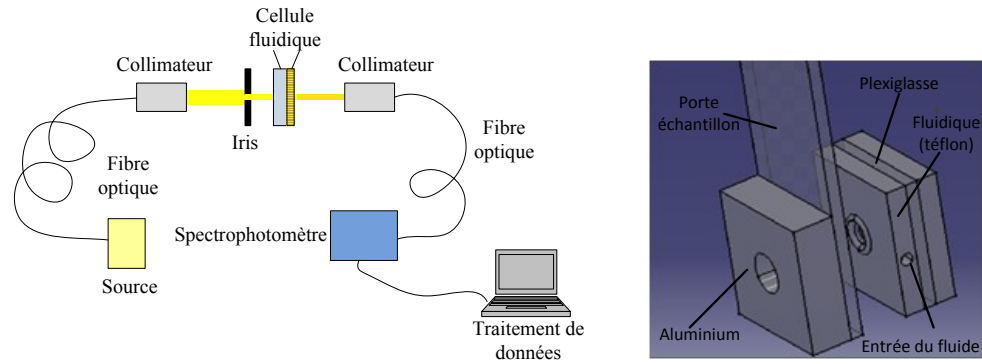 Cellule
fluidique
Collimateur
Collimateur
Iris
Fibre
optique
Fibre
optique
Spectrophotomètre
Source
Traitement de
données
Plexiglasse
Porte
échantillon
Fluidique
(téflon)
Aluminium
Entrée du fluide